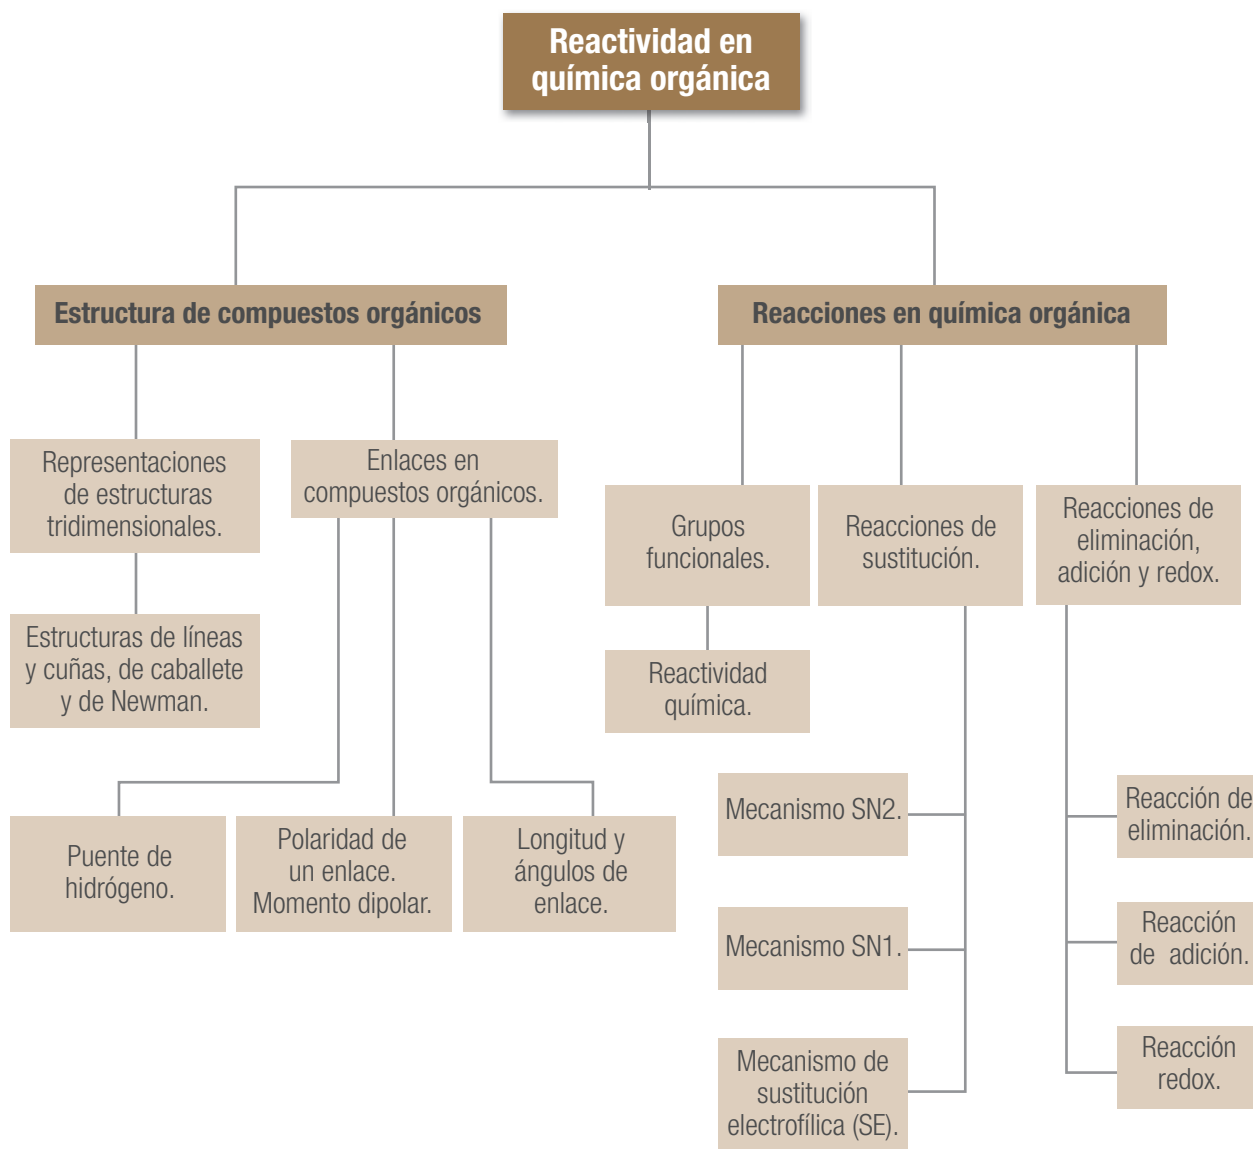 Reactividad en
química orgánica
Estructura de compuestos orgánicos
Reacciones en química orgánica
Representaciones
de estructuras
tridimensionales.
Enlaces en
compuestos orgánicos.
Grupos
funcionales.
Reacciones de
sustitución.
Reacciones de
eliminación,
adición y redox.
Estructuras de líneas
y cuñas, de caballete
y de Newman.
Reactividad
química.
Puente de
hidrógeno.
Polaridad de
un enlace.
Momento dipolar.
Longitud y
ángulos de
enlace.
Mecanismo SN2.
Mecanismo SN1.
Mecanismo de
sustitución
electrofílica (SE).
Reacción de
eliminación.
Reacción
de  adición.
Reacción
redox.